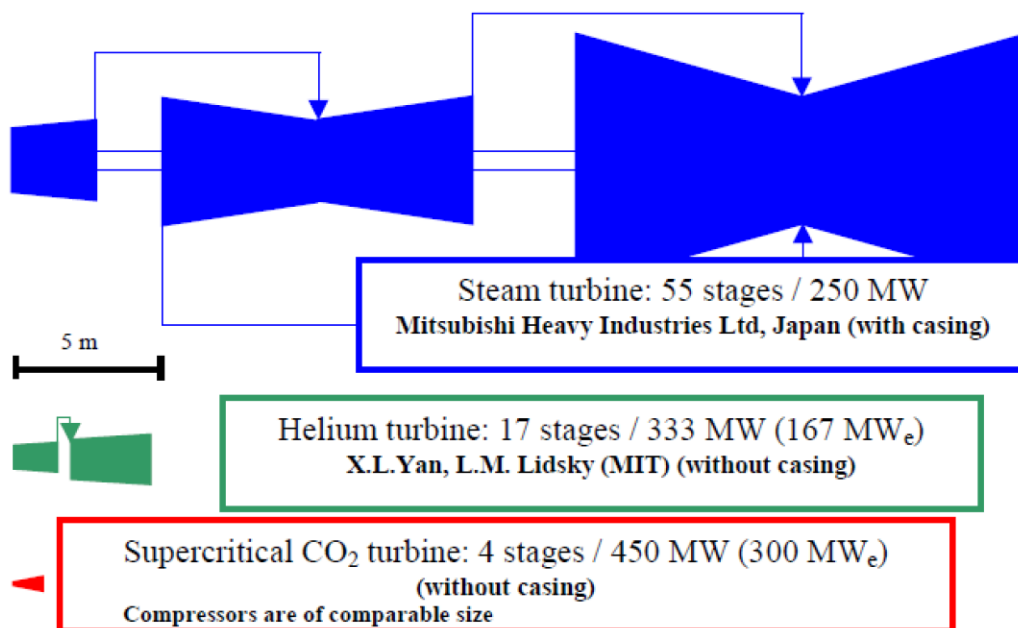 Steam turbine: 55 stages / 250 MW
Mitsubishi Heavy Industries Ltd, Japan (with casing)
5 m
Helium turbine: 17 stages / 333 MW (167 MWₑ)
X.L.Yan, L.M. Lidsky (MIT) (without casing)
Supercritical CO₂ turbine: 4 stages / 450 MW (300 MWₑ)
(without casing)
Compressors are of comparable size